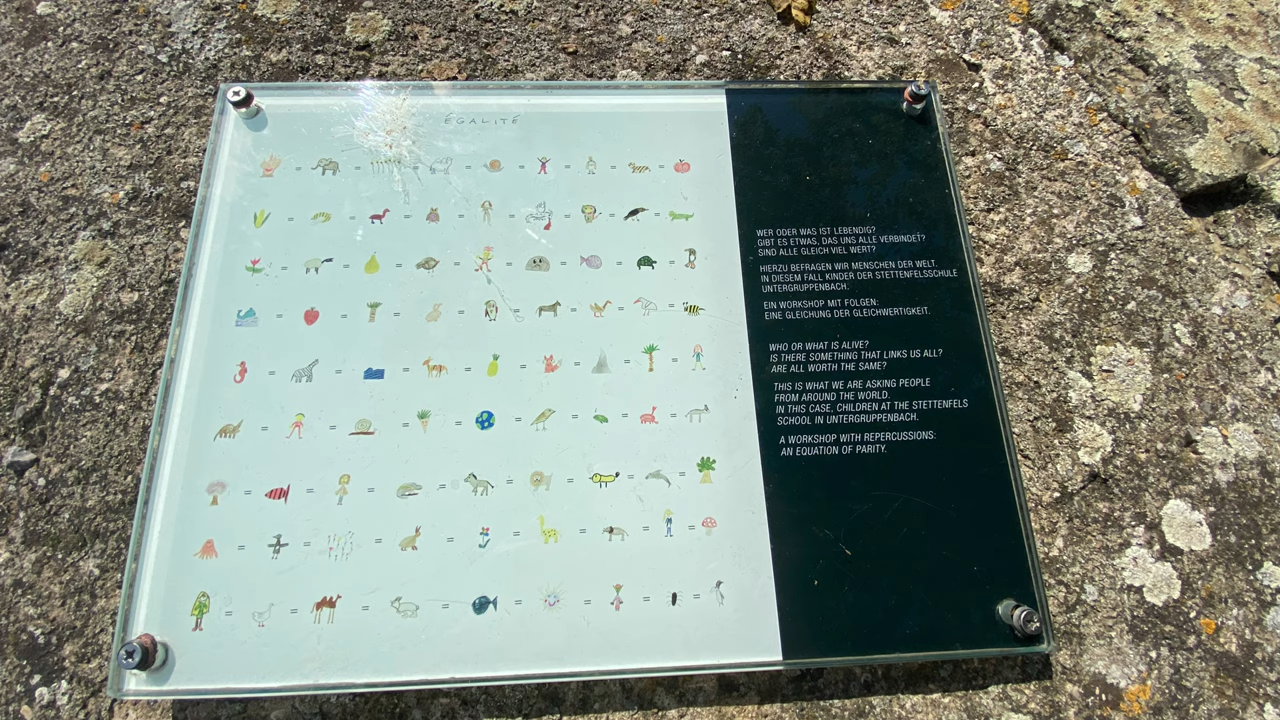 ÉGALITÉ
WER ODER WAS IST LEBENDIG?
GIBT ES ETWAS, DAS UNS ALLE VERBINDET?
SIND ALLE GLEICH VIEL WERT?
HIERZU BEFRAGEN WIR MENSCHEN DER WELT.
IN DIESEM FALL KINDER DER STETTENFELSSCHULE
UNTERGRUPPENBACH.
EIN WORKSHOP MIT FOLGEN:
EINE GLEICHUNG DER GLEICHWERTIGKEIT.
WHO OR WHAT IS ALIVE?
IS THERE SOMETHING THAT LINKS US ALL?
ARE ALL WORTH THE SAME?
THIS IS WHAT WE ARE ASKING PEOPLE
FROM AROUND THE WORLD.
IN THIS CASE, CHILDREN AT THE STETTENFELS
SCHOOL IN UNTERGRUPPENBACH.
A WORKSHOP WITH REPERCUSSIONS:
AN EQUATION OF PARITY.